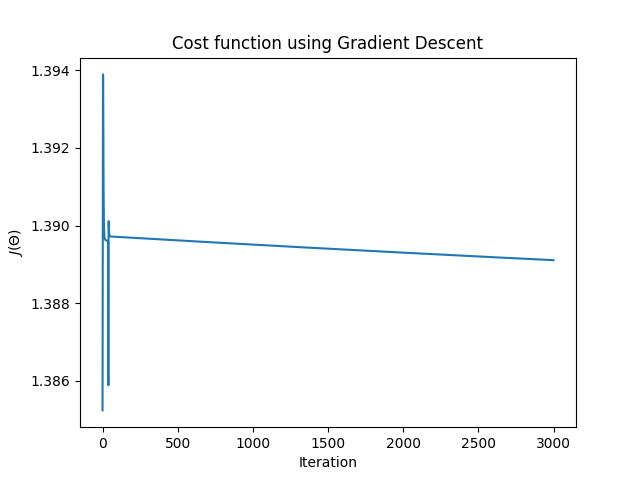 Cost function using Gradient Descent
1.394
1.392
1.390
1.388
1.386
J(Θ)
0 500 1000 1500 2000 2500 3000
Iteration